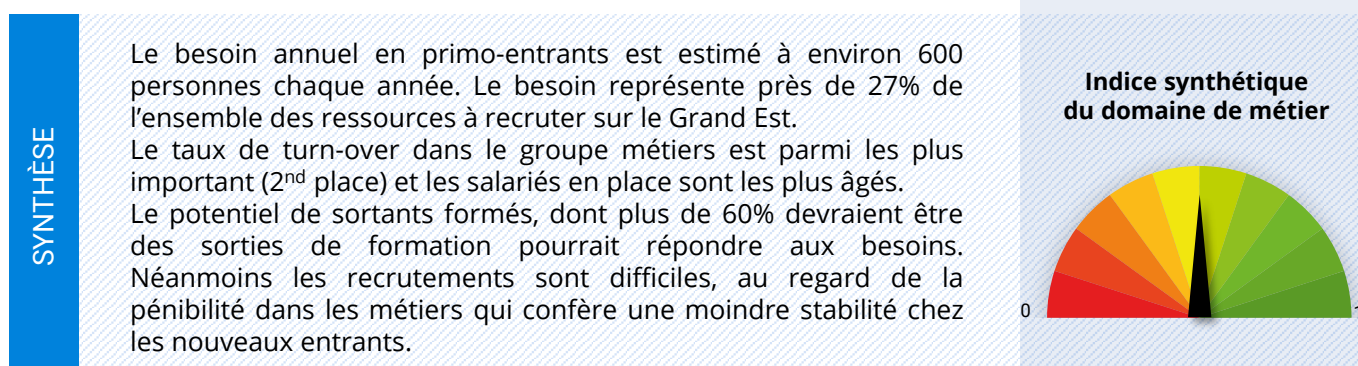 SYNTHÈSE
Le besoin annuel en primo-entrants est estimé à environ 600
personnes chaque année. Le besoin représente près de 27% de
l’ensemble des ressources à recruter sur le Grand Est.
Le taux de turn-over dans le groupe métiers est parmi les plus
important (2nd place) et les salariés en place sont les plus âgés.
Le potentiel de sortants formés, dont plus de 60% devraient être
des sorties de formation pourrait répondre aux besoins.
Néanmoins les recrutements sont difficiles, au regard de la
pénibilité dans les métiers qui confère une moindre stabilité chez
les nouveaux entrants.
Indice synthétique
du domaine de métier
0